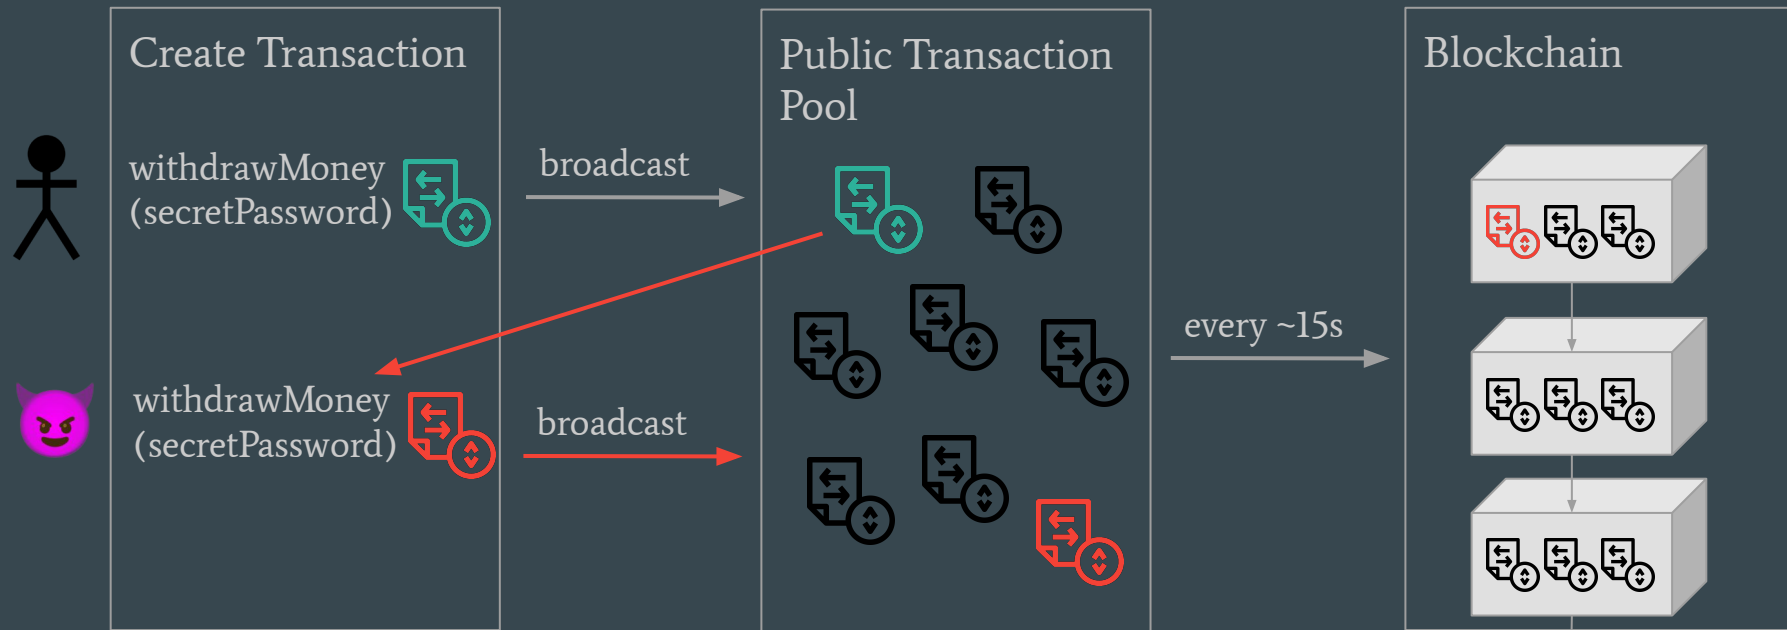 Create Transaction
withdrawMoney
(secretPassword)
broadcast
withdrawMoney
(secretPassword)
broadcast
Public Transaction
Pool
every ~15s
Blockchain